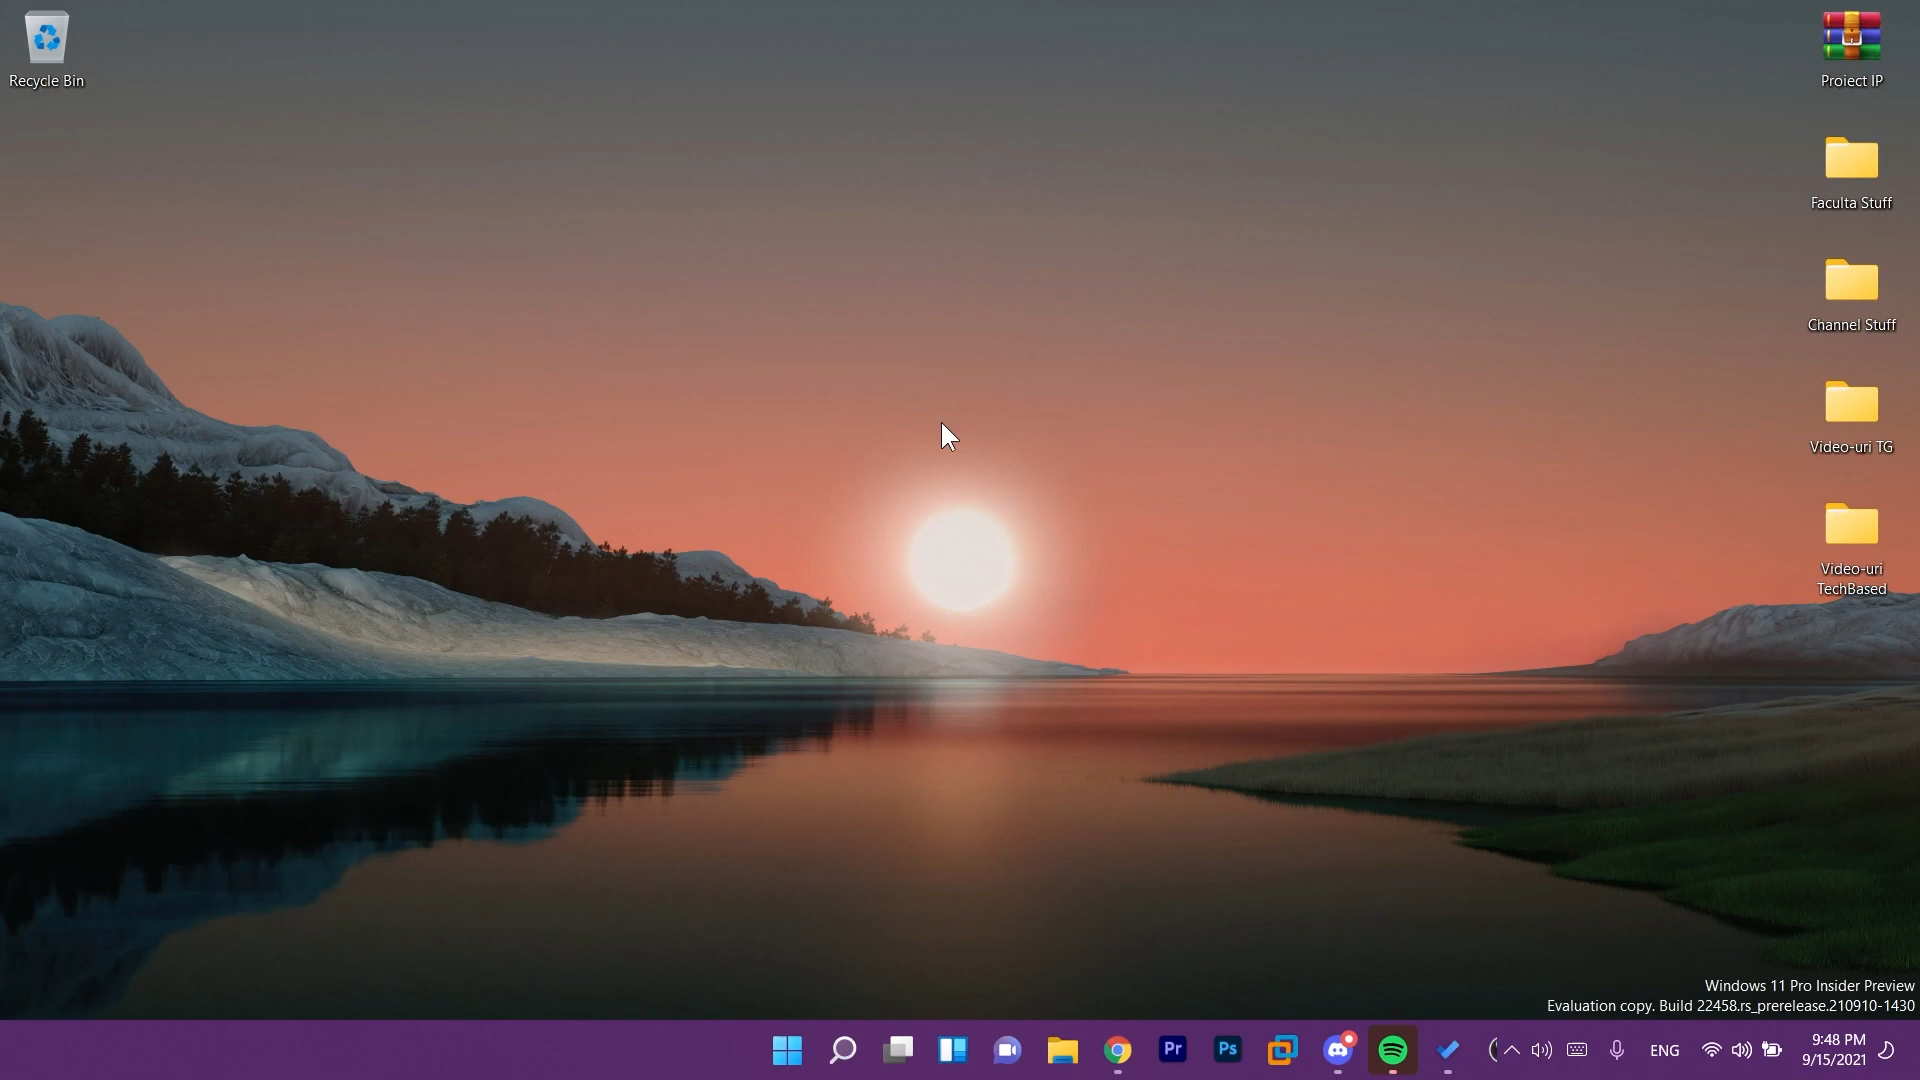 Recycle Bin
Proiect IP
Faculta Stuff
Channel Stuff
Video-uri TG
Video-uri
TechBased
Windows 11 Pro Insider Preview
Evaluation copy. Build 22458.rs_prerelease.210910-1430
Pr
Ps
ENG
9:48 PM
9/15/2021